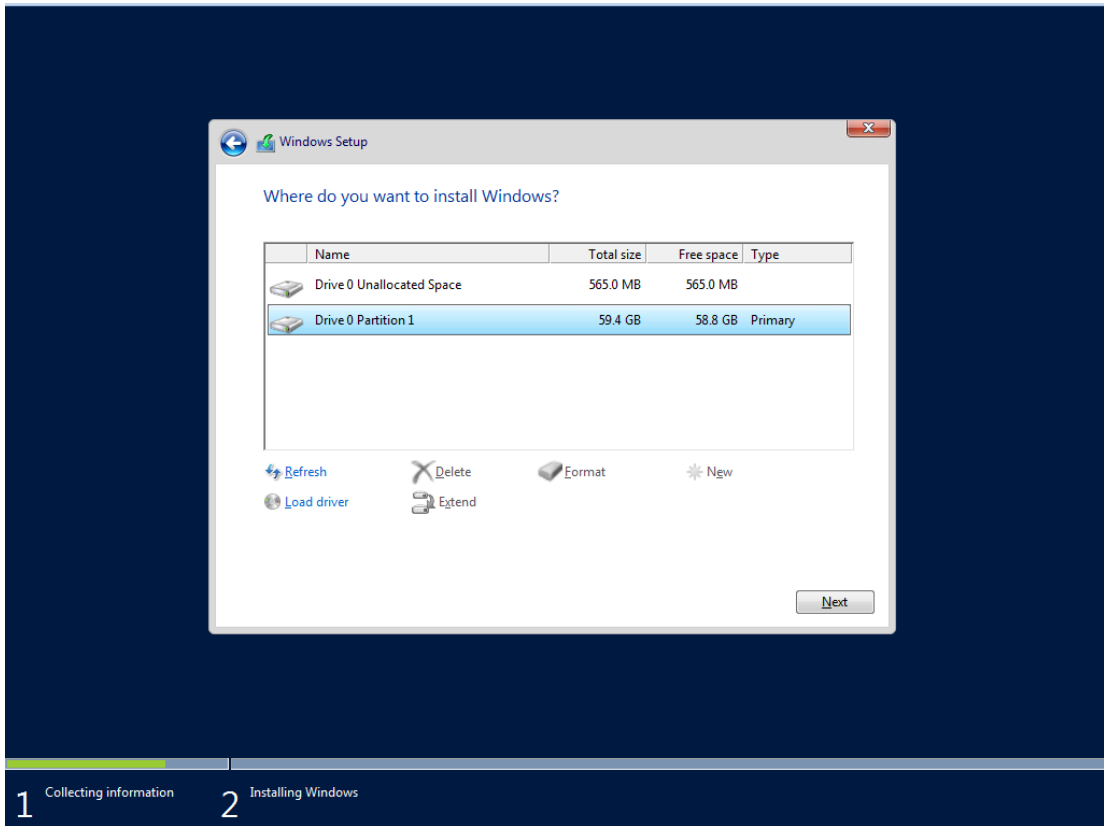 Windows Setup
Where do you want to install Windows?
Name Total size Free space Type
Drive 0 Unallocated Space 565.0 MB 565.0 MB
Drive 0 Partition 1 59.4 GB 58.8 GB Primary
Refresh Delete Format New
Load driver Extend
Next
1 Collecting information 2 Installing Windows